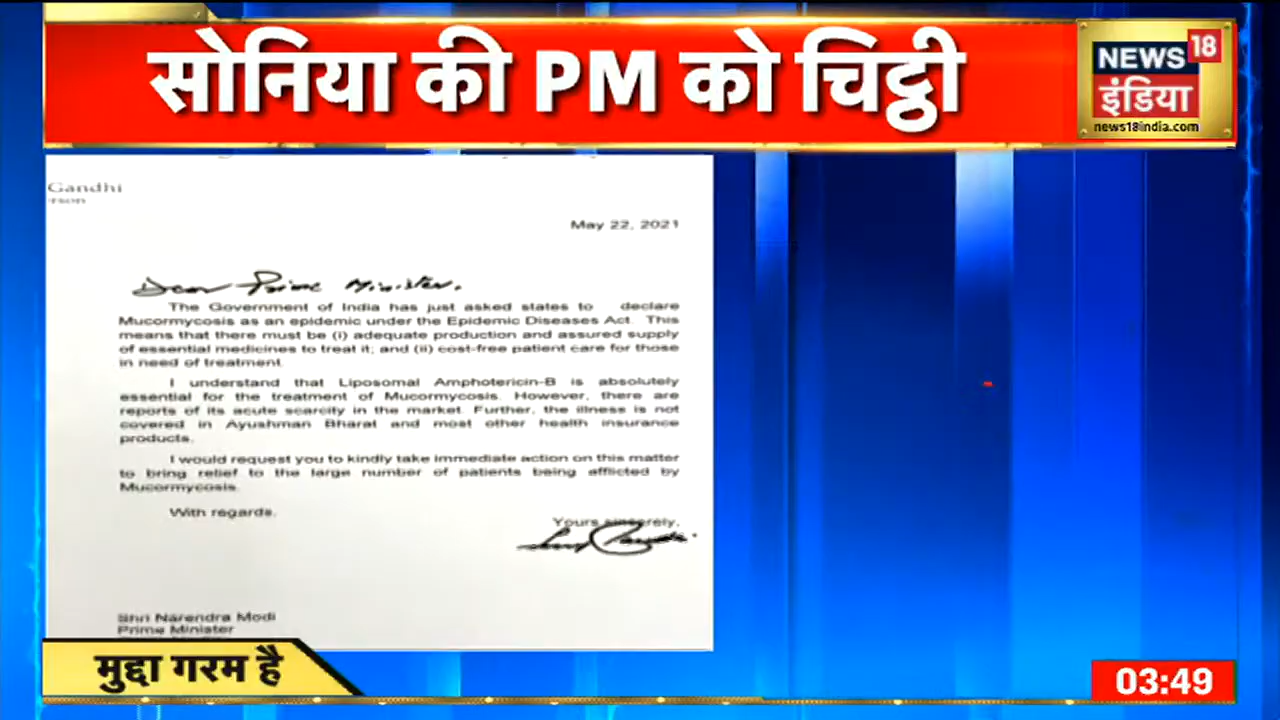 सोनिया की PM को चिट्ठी
NEWS 18
इंडिया
news18india.com
Gandhi
May 22, 2021
Dear Prime Minister,
The Government of India has just asked states to declare
Mucormycosis as an epidemic under the Epidemic Diseases Act. This
means that there must be (i) adequate production and assured supply
of essential medicines to treat it; and (ii) cost-free patient care for those
in need of treatment.
I understand that Liposomal Amphotericin-B is absolutely
essential for the treatment of Mucormycosis. However, there are
reports of its acute scarcity in the market. Further, the illness is not
covered in Ayushman Bharat and most other health insurance
products.
I would request you to kindly take immediate action on this matter
to bring relief to the large number of patients being afflicted by
Mucormycosis.
With regards.
Yours sincerely,
Shri Narendra Modi
Prime Minister
मुद्दा गरम है
03:49